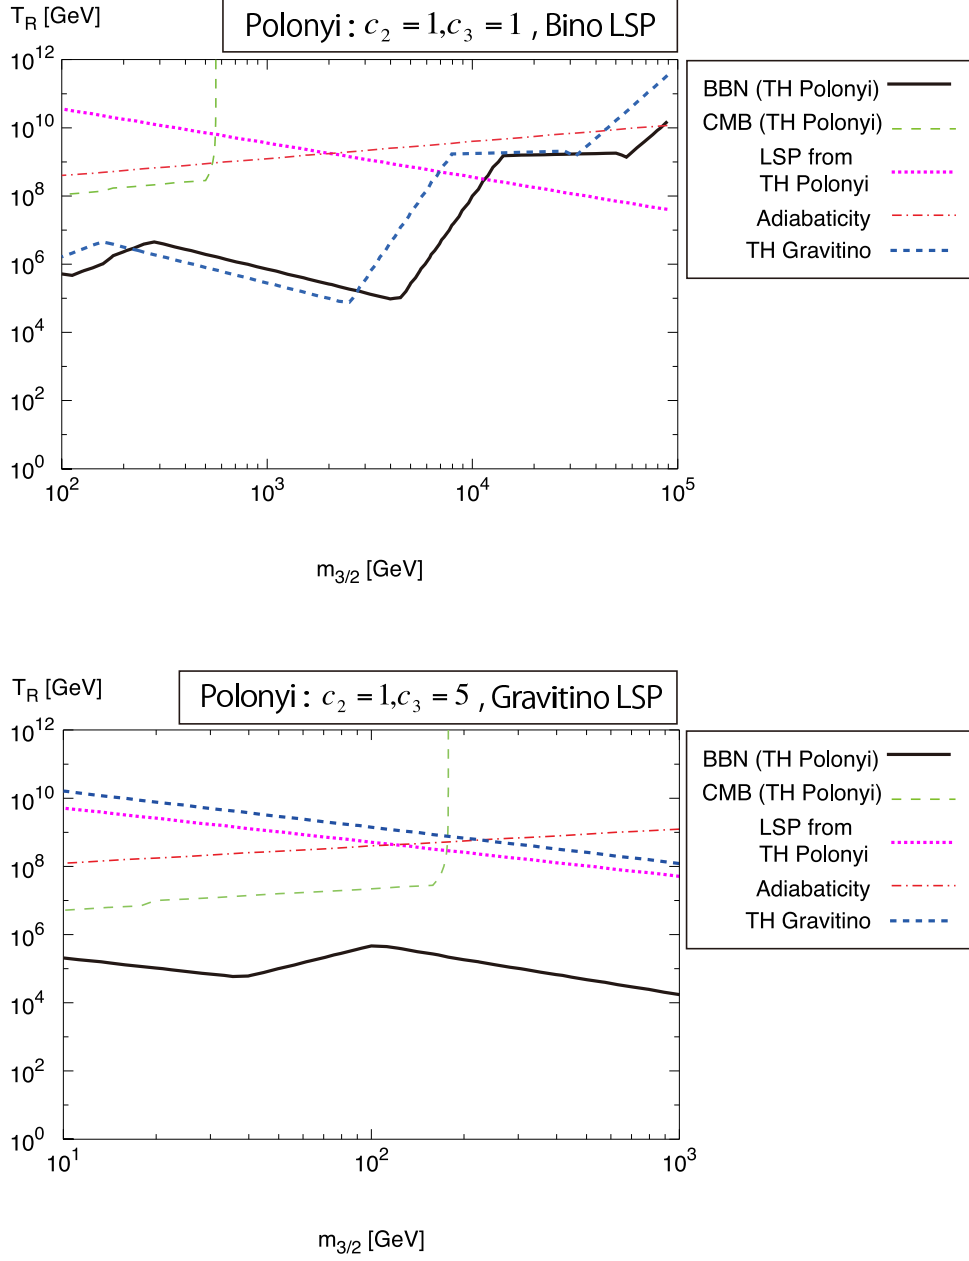 T_R [GeV]
Polonyi : c_2 = 1,c_3 = 1 , Bino LSP
10^12
10^10
10^8
10^6
10^4
10^2
10^0
10^2 10^3 10^4 10^5
m_3/2 [GeV]
BBN (TH Polonyi)
CMB (TH Polonyi)
LSP from
TH Polonyi
Adiabaticity
TH Gravitino
T_R [GeV]
Polonyi : c_2 = 1,c_3 = 5 , Gravitino LSP
10^12
10^10
10^8
10^6
10^4
10^2
10^0
10^1 10^2 10^3
m_3/2 [GeV]
BBN (TH Polonyi)
CMB (TH Polonyi)
LSP from
TH Polonyi
Adiabaticity
TH Gravitino